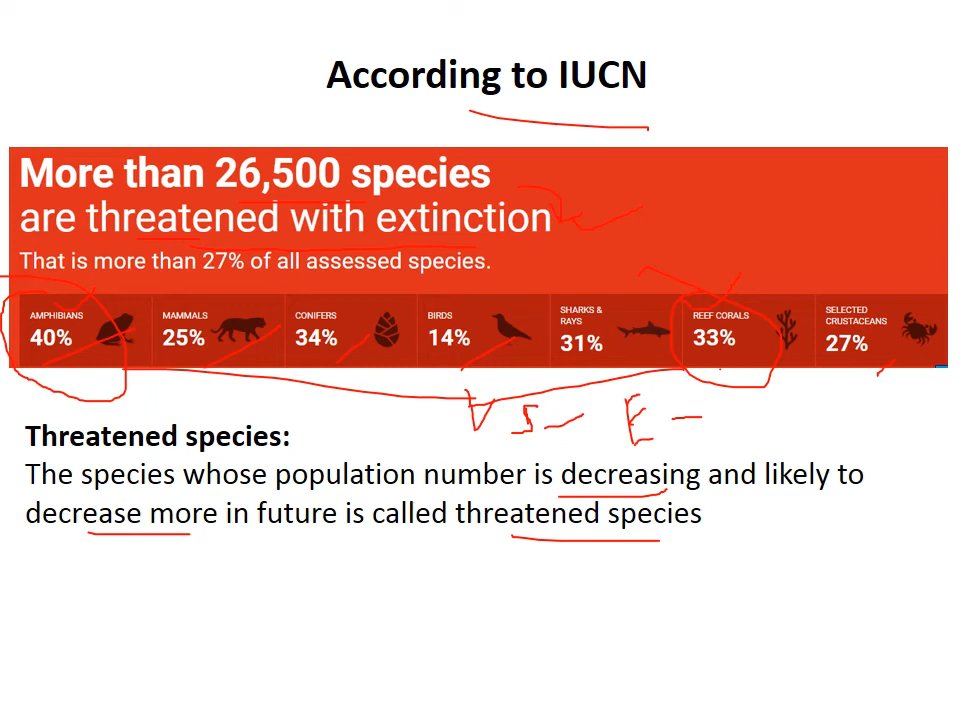 According to IUCN
More than 26,500 species
are threatened with extinction
That is more than 27% of all assessed species.
AMPHIBIANS
40%
MAMMALS
25%
CONIFERS
34%
BIRDS
14%
SHARKS &
RAYS
31%
REEF CORALS
33%
SELECTED
CRUSTACEANS
27%
E
Threatened species:
The species whose population number is decreasing and likely to
decrease more in future is called threatened species